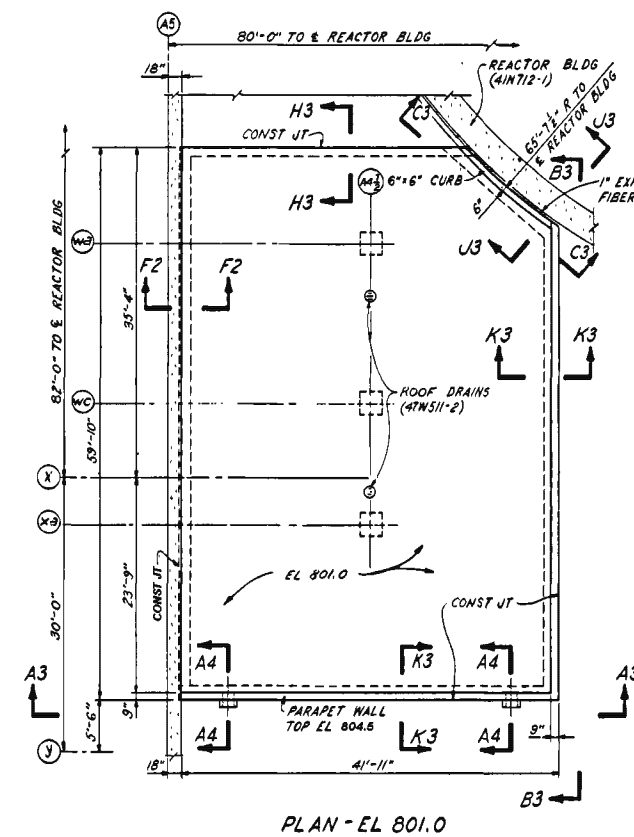 A5
80'-0" TO ℄ REACTOR BLDG
18"
REACTOR BLDG
(41N712-1)
65'-7½" R TO
℄ REACTOR BLDG
H3
C3
J3
CONST JT
B3
A4½
6"×6" CURB
1" EX
FIBER
H3
6"
J3
C3
82'-0" TO ℄ REACTOR BLDG
35'-4"
F2
F2
K3
K3
WC
ROOF DRAINS
(47W511-2)
59'-10"
X
CONST JT
EL 801.0
CONST JT
30'-0"
23'-9"
A3
A4
K3
A4
A3
9"
5'-6"
PARAPET WALL
TOP EL 804.5
A4
K3
A4
9"
y
18"
41'-11"
B3
PLAN - EL 801.0